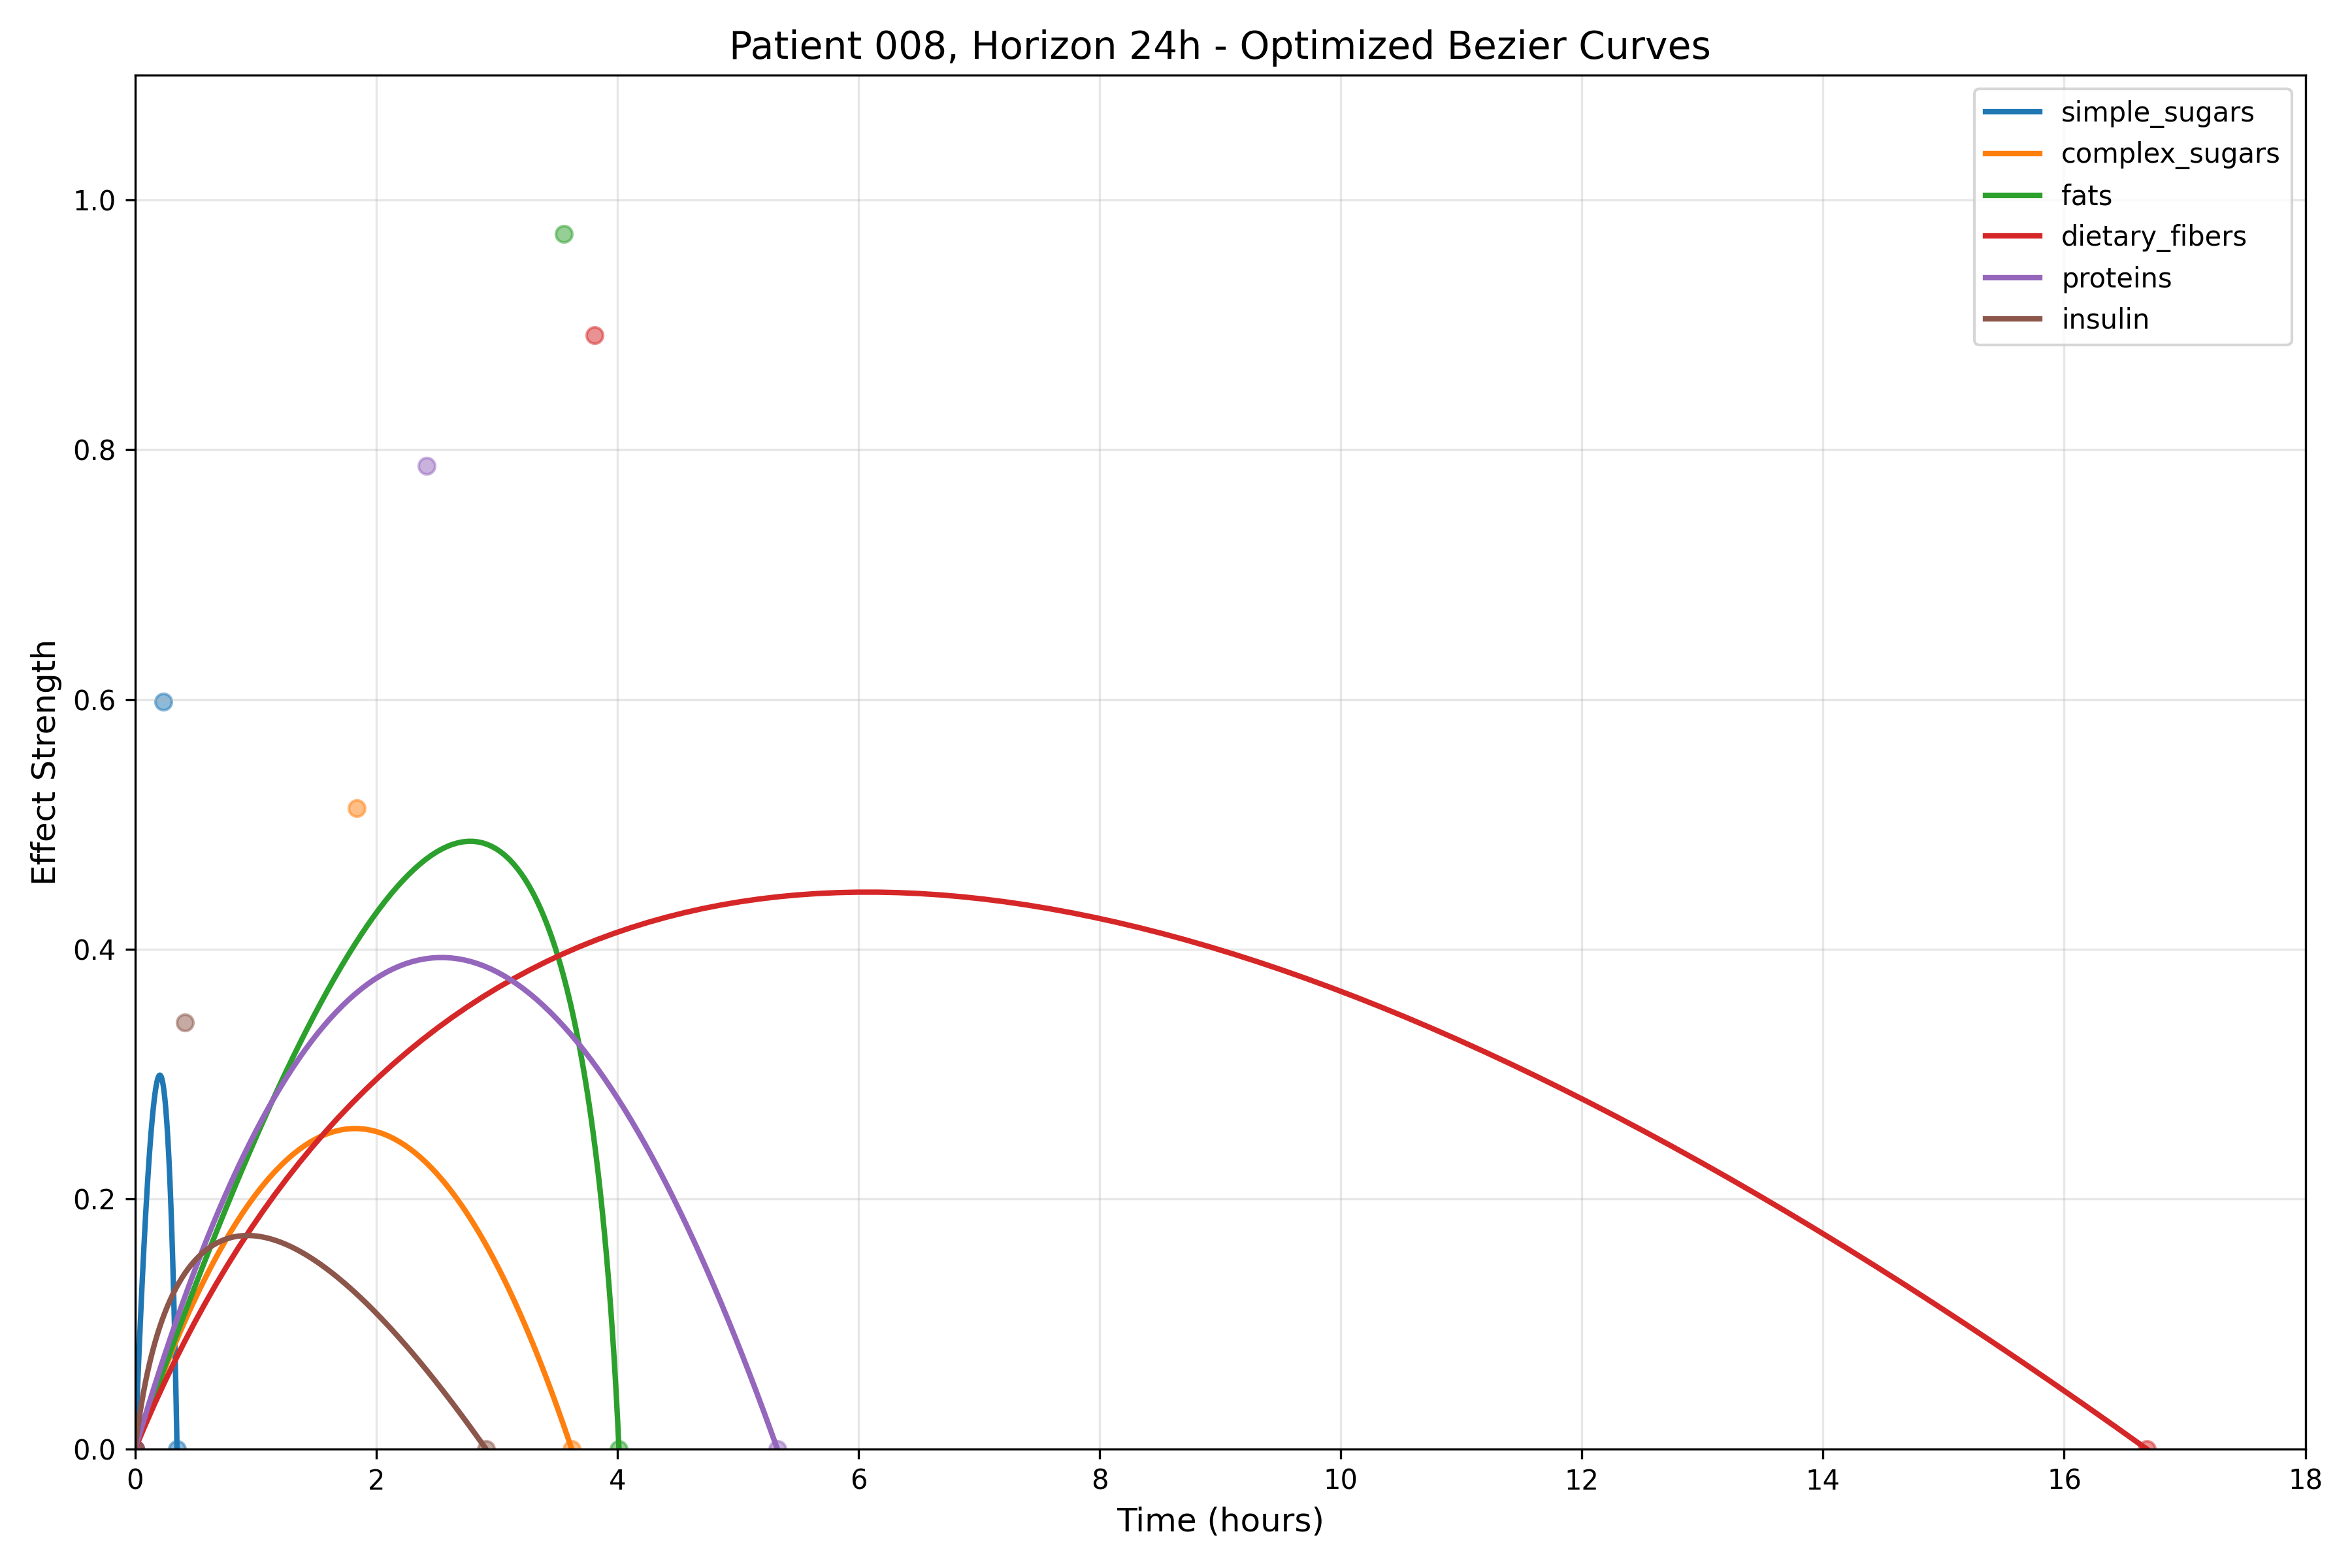 Patient 008, Horizon 24h - Optimized Bezier Curves
simple_sugars
complex_sugars
fats
dietary_fibers
proteins
insulin
Effect Strength
1.0
0.8
0.6
0.4
0.2
0.0
0 2 4 6 8 10 12 14 16 18
Time (hours)